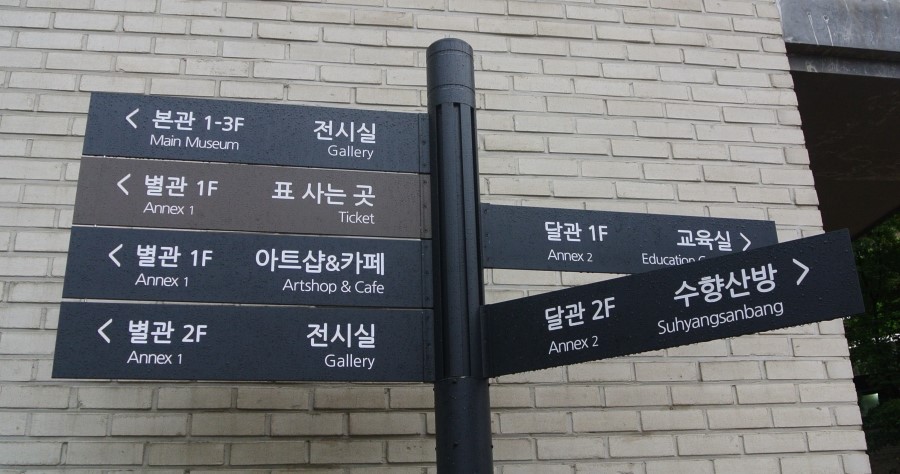 < 본관 1-3F 전시실
Main Museum Gallery
< 별관 1F 표 사는 곳
Annex 1 Ticket
< 별관 1F 아트샵&카페
Annex 1 Artshop & Cafe
< 별관 2F 전시실
Annex 1 Gallery
달관 1F 교육실 >
Annex 2 Education
달관 2F 수향산방 >
Annex 2 Suhyangsanbang